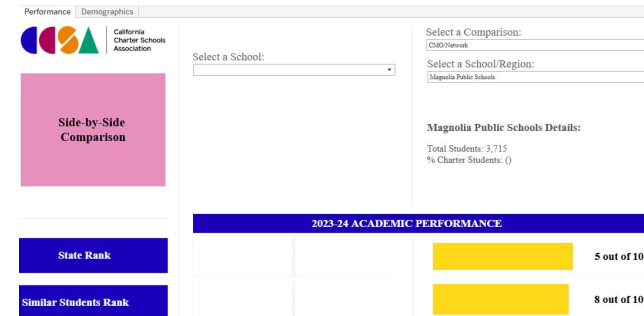 Performance Demographics
CCSA
California
Charter Schools
Association
Select a School:
Select a Comparison:
CMO/Network
Select a School/Region:
Magnolia Public Schools
Side-by-Side
Comparison
Magnolia Public Schools Details:
Total Students: 3,715
% Charter Students: ()
2023-24 ACADEMIC PERFORMANCE
State Rank
5 out of 10
Similar Students Rank
8 out of 10